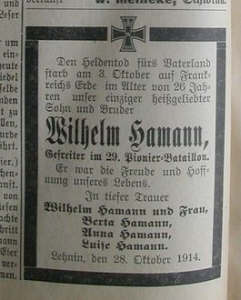 W. Meineke, Schwan.
Den Heldentod fürs Vaterland
starb am 3. Oktober auf Frank-
reichs Erde im Alter von 26 Jah-
ren unser einziger heißgeliebter
Sohn und Bruder
Wilhelm Hamann,
Gefreiter im 29. Pionier-Bataillon.
Er war die Freude und Hoff-
nung unseres Lebens.
In tiefer Trauer
Wilhelm Hamann und Frau,
Berta Hamann,
Anna Hamann,
Luise Hamann.
Lehnin, den 28. Oktober 1914.